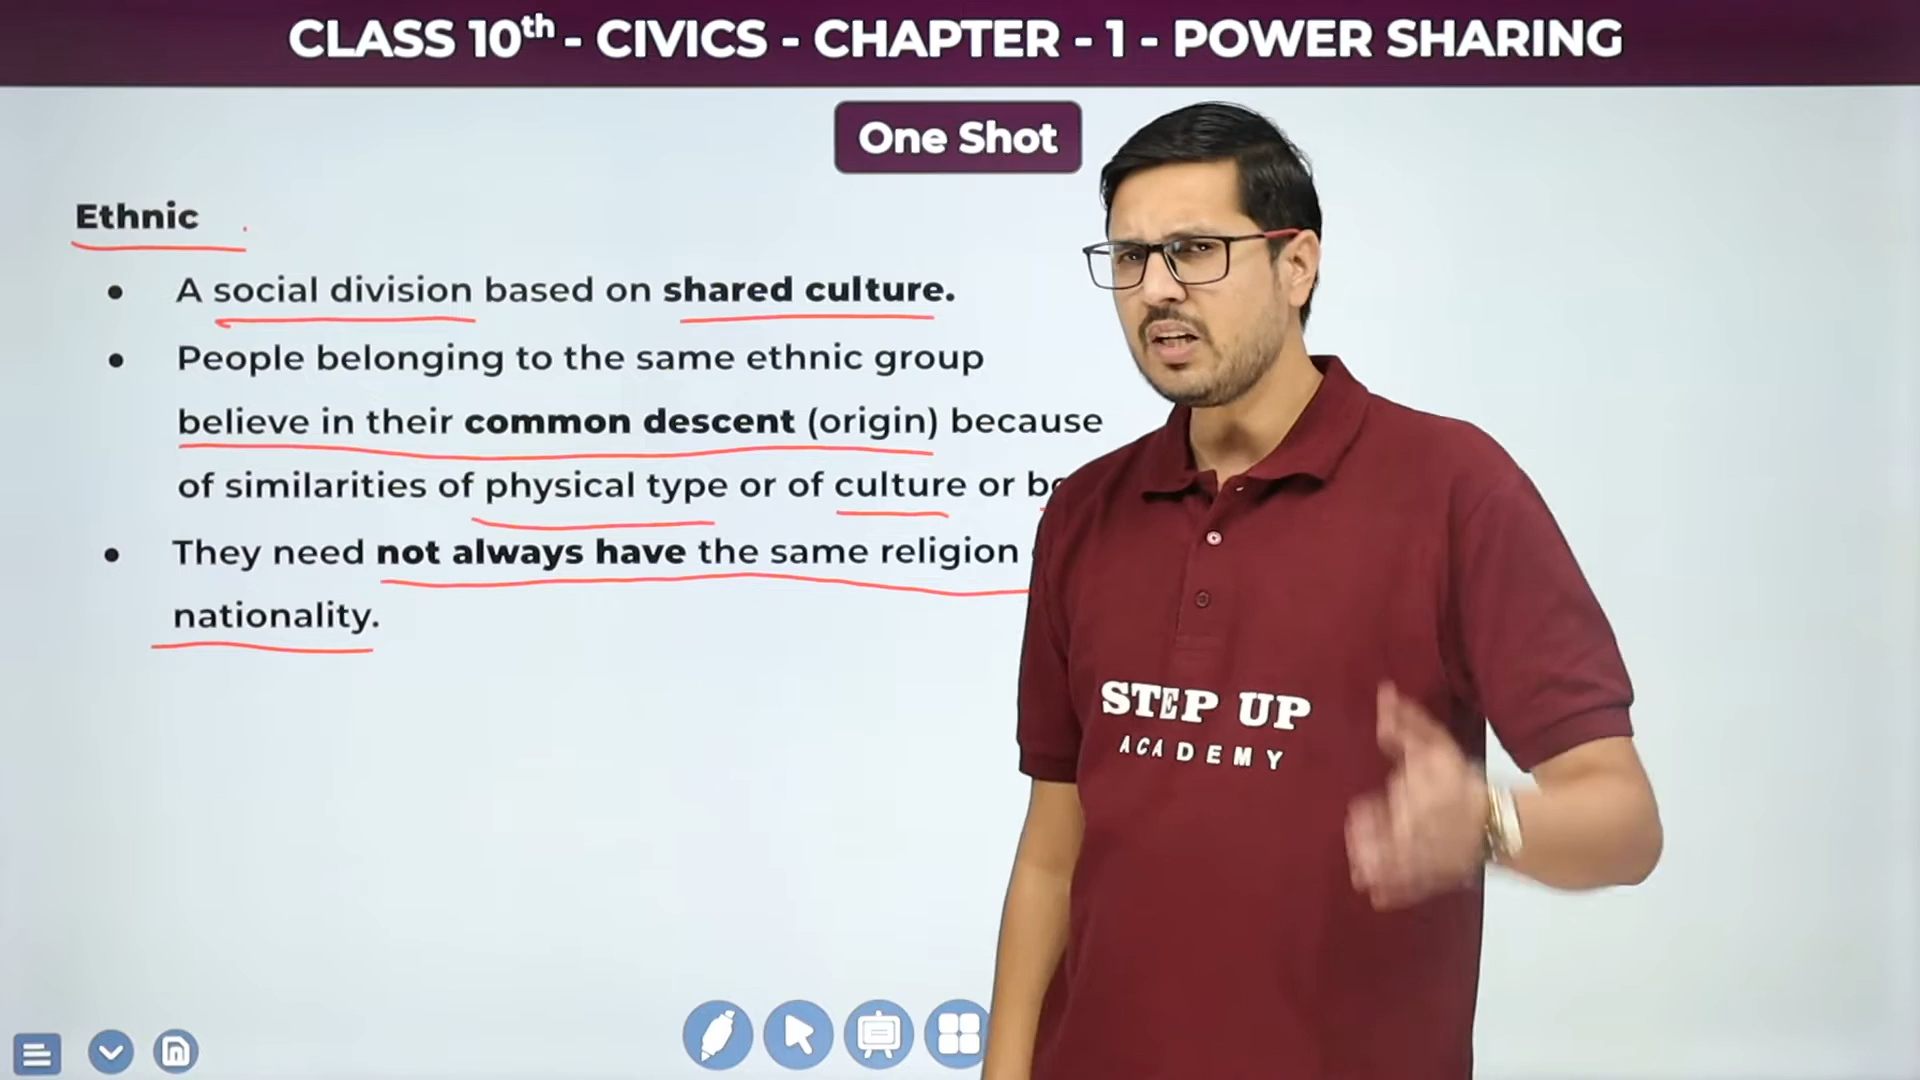 CLASS 10th - CIVICS - CHAPTER - 1 - POWER SHARING
One Shot
Ethnic
• A social division based on shared culture.
• People belonging to the same ethnic group
believe in their common descent (origin) because
of similarities of physical type or of culture or
• They need not always have the same religion
nationality.
STEP UP
ACADEMY